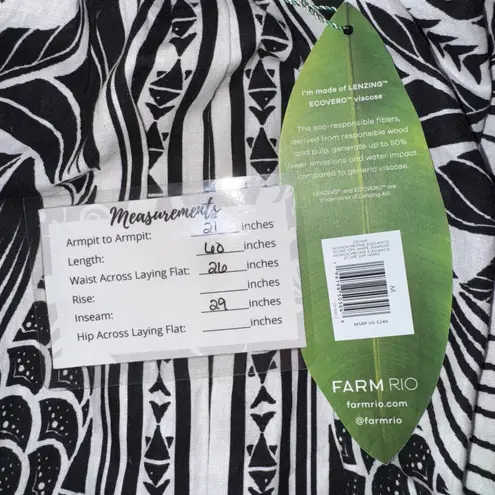 Measurements
Armpit to Armpit: 21 inches
Length: 60 inches
Waist Across Laying Flat: 26 inches
Rise: inches
Inseam: 29 inches
Hip Across Laying Flat: inches
I'm made of LENZING™
ECOVERO™ viscose
The eco-responsible fibers,
derived from responsible wood
and pulp, generate up to 50%
lower emissions and water impact
compared to generic viscose.
LENZING™ and ECOVERO™ are
trademarks of Lenzing AG.
M
MSRP US $240
FARM RIO
farmrio.com
@farmrio